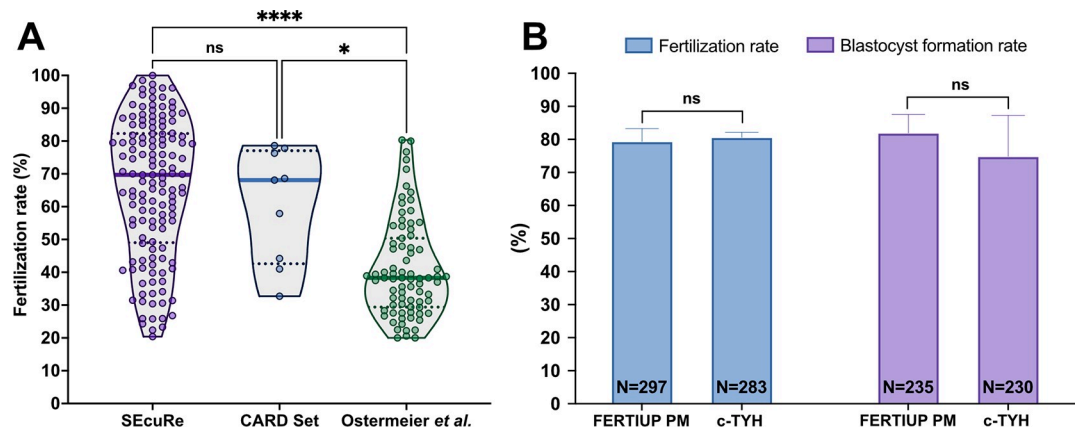 A
****
ns
*
Fertilization rate (%)
100
90
80
70
60
50
40
30
20
10
0
SEcuRe
CARD Set
Ostermeier et al.
B
Fertilization rate
Blastocyst formation rate
ns
ns
(%)
100
90
80
70
60
50
40
30
20
10
0
N=297
N=283
N=235
N=230
FERTIUP PM
c-TYH
FERTIUP PM
c-TYH